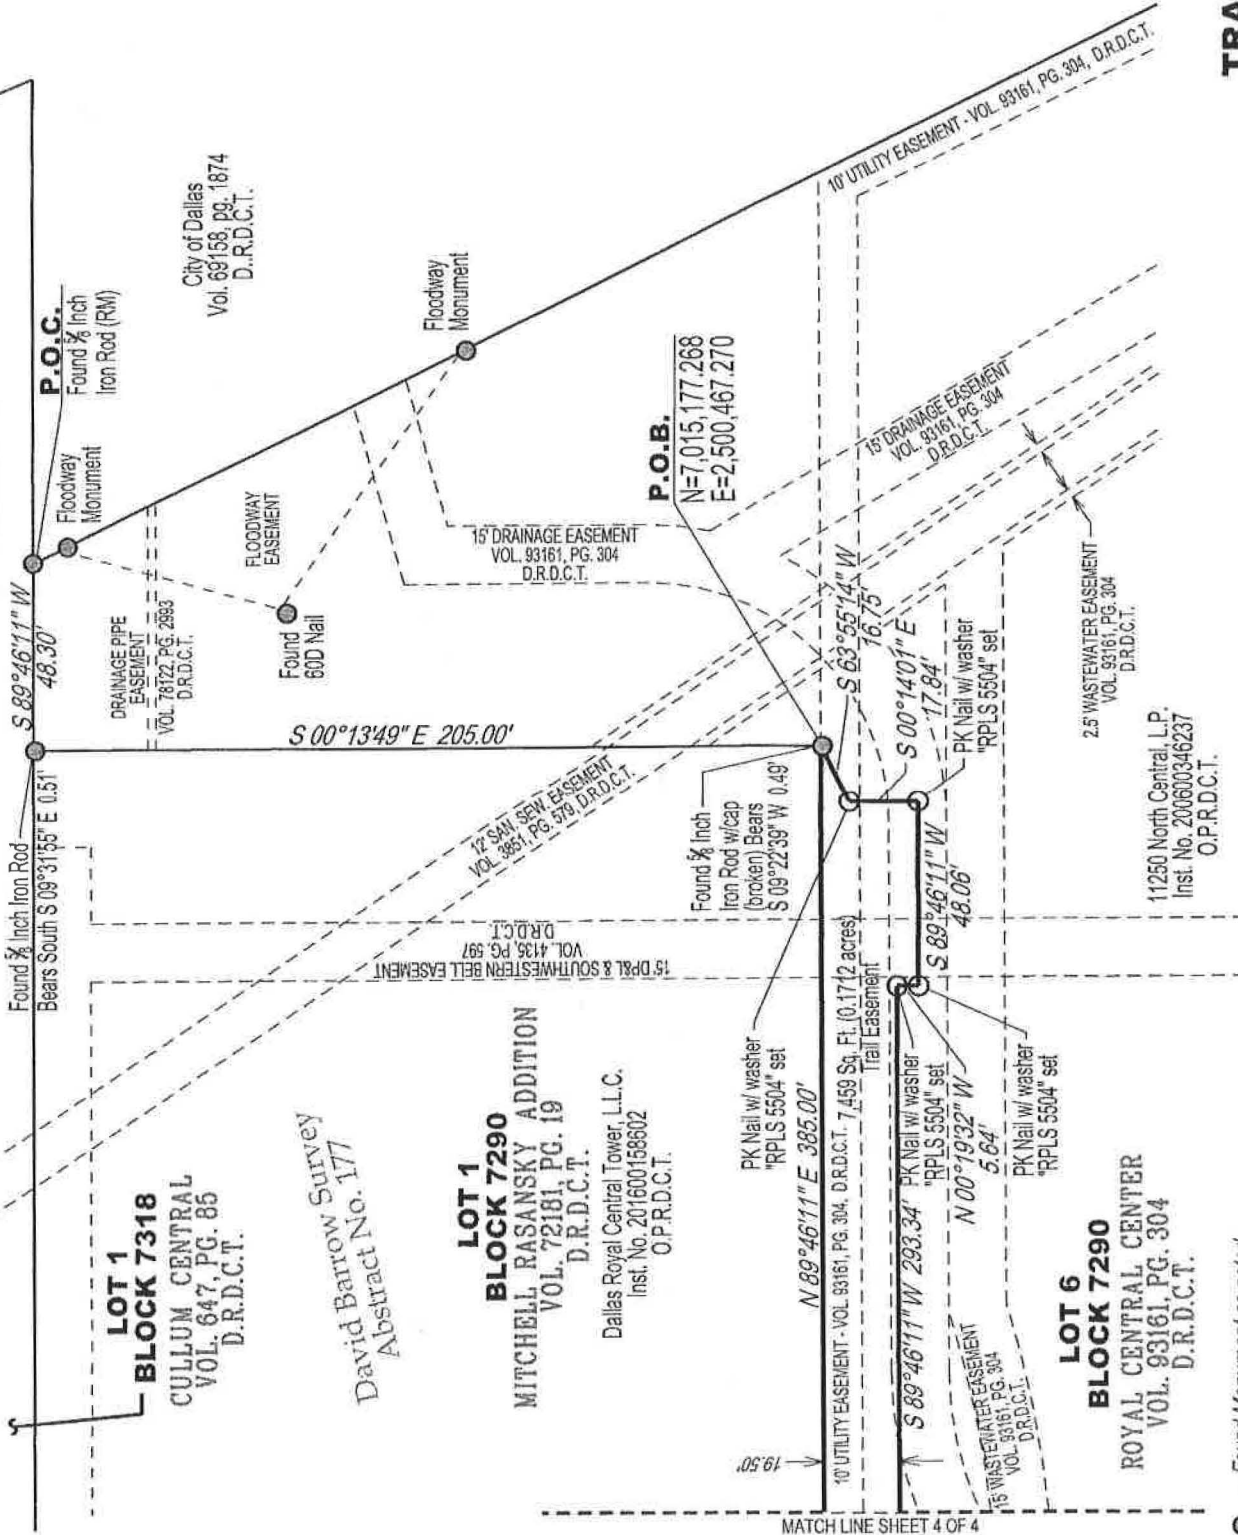 TRA
P.O.C.
Found ⅝ Inch
Iron Rod (RM)
City of Dallas
Vol. 69158, pg. 1874
D..R.D.C.T.
Floodway
Monument
Floodway
Monument
S 89°46'11" W
48.30'
Found ⅝ Inch Iron Rod
Bears South S 09°31'55" E 0.51'
DRAINAGE PIPE
EASEMENT
VOL. 78122, PG. 2993
D.R.D.C.T.
FLOODWAY
EASEMENT
Found
60D Nail
10' UTILITY EASEMENT - VOL. 93161, PG. 304, D.R.D.C.T.
15' DRAINAGE EASEMENT
VOL. 93161, PG. 304
D.R.D.C.T.
15' DRAINAGE EASEMENT
VOL. 93161, PG. 304
D.R.D.C.T.
P.O.B.
N=7,015,177.268
E=2,500,467.270
S 00°13'49" E 205.00'
12' SAN. SEW. EASEMENT
VOL. 3851, PG. 579, D.R.D.C.T.
Found ⅝ Inch
Iron Rod w/cap
(broken) Bears
S 09°22'39" W 0.49'
S 63°55'14" W
16.75'
S 00°14'01" E
17.84'
PK Nail w/ washer
"RPLS 5504" set
2.5' WASTEWATER EASEMENT
VOL. 93161, PG. 304
D.R.D.C.T.
S 89°46'11" W
48.06'
11250 North Central, L.P.
Inst. No. 200600346237
O.P.R.D.C.T.
15' DP&L & SOUTHWESTERN BELL EASEMENT
VOL. 4135, PG. 597
D.R.D.C.T.
LOT 1
BLOCK 7318
CULLUM CENTRAL
VOL. 647, PG. 85
D.R.D.C.T.
David Barrow Survey
Abstract No. 177
LOT 1
BLOCK 7290
MITCHELL RASANSKY ADDITION
VOL. 72181, PG. 19
D.R.D.C.T.
Dallas Royal Central Tower, L.L.C.
Inst. No. 201600158602
O.P.R.D.C.T.
PK Nail w/ washer
"RPLS 5504" set
N 89°46'11" E 385.00'
10' UTILITY EASEMENT - VOL. 93161, PG. 304, D.R.D.C.T.
7,459 Sq. Ft. (0.1712 acres)
Trail Easement
S 89°46'11" W 293.34'
PK Nail w/ washer
"RPLS 5504" set
N 00°19'32" W
5.64'
PK Nail w/ washer
"RPLS 5504" set
19.50'
15' WASTEWATER EASEMENT
VOL. 93161, PG. 304
D.R.D.C.T.
LOT 6
BLOCK 7290
ROYAL CENTRAL CENTER
VOL. 93161, PG. 304
D.R.D.C.T.
MATCH LINE SHEET 4 OF 4